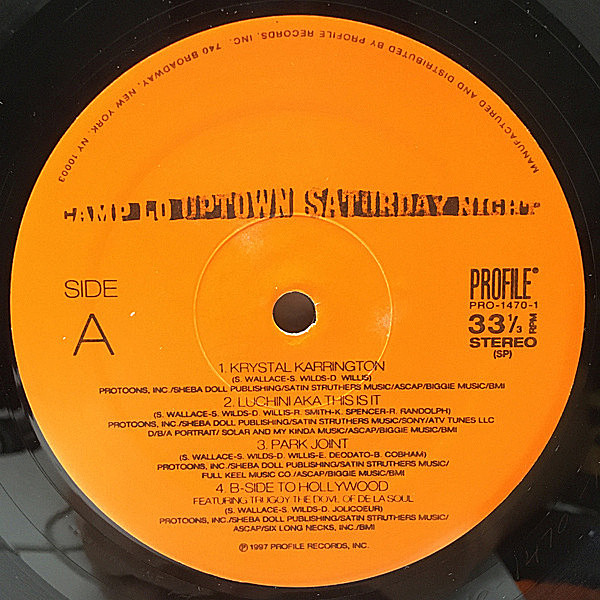 MANUFACTURED AND DISTRIBUTED BY PROFILE RECORDS, INC. 740 BROADWAY, NEW YORK, NY 10003
CAMP LO UPTOWN SATURDAY NIGHT
SIDE
A
PROFILE®
PRO-1470-1
33 1/3 RPM
STEREO
(SP)
1. KRYSTAL KARRINGTON
(S. WALLACE-S. WILDS-D. WILLIS)
PROTOONS, INC./SHEBA DOLL PUBLISHING/SATIN STRUTHERS MUSIC/ASCAP/BIGGIE MUSIC/BMI
2. LUCHINI AKA THIS IS IT
(S. WALLACE-S. WILDS-D. WILLIS-R. SMITH-K. SPENCER-R. RANDOLPH)
PROTOONS, INC./SHEBA DOLL PUBLISHING/SATIN STRUTHERS MUSIC/SONY/ATV TUNES LLC
D/B/A PORTRAIT/ SOLAR AND MY KINDA MUSIC/ASCAP/BIGGIE MUSIC/BMI
3. PARK JOINT
(S. WALLACE-S. WILDS-D. WILLIS-E. DEODATO-B. COBHAM)
PROTOONS, INC./SHEBA DOLL PUBLISHING/SATIN STRUTHERS MUSIC/
FULL KEEL MUSIC CO ./ASCAP/BIGGIE MUSIC/BMI
4. B-SIDE TO HOLLYWOOD
FEATURING TRUGOY THE DOVE OF DE LA SOUL
(S. WALLACE-S. WILDS-D. JOLICOEUR)
PROTOONS, INC./SHEBA DOLL PUBLISHING/SATIN STRUTHERS MUSIC/
ASCAP/SIX LONG NECKS, INC./BMI
℗ 1997 PROFILE RECORDS, INC.